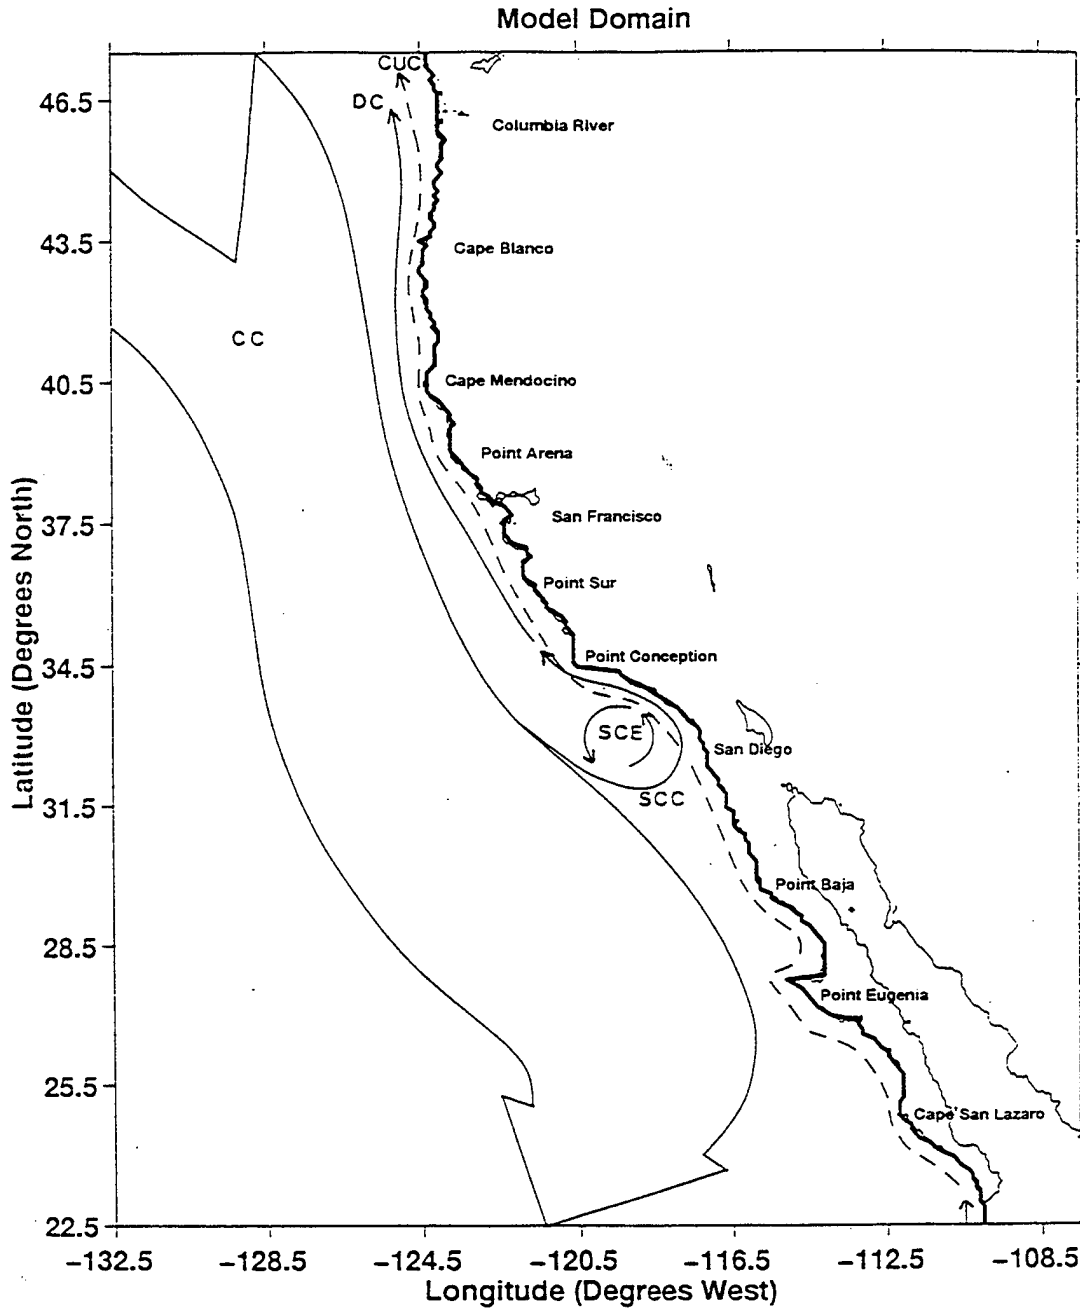 Model Domain
CUC
DC
46.5
Columbia River
43.5
Cape Blanco
CC
40.5
Cape Mendocino
Point Arena
37.5
San Francisco
Point Sur
34.5
Point Conception
SCE
San Diego
SCC
31.5
Point Baja
28.5
Point Eugenia
25.5
Cape San Lazaro
22.5
Latitude (Degrees North)
-132.5
-128.5
-124.5
-120.5
-116.5
-112.5
-108.5
Longitude (Degrees West)